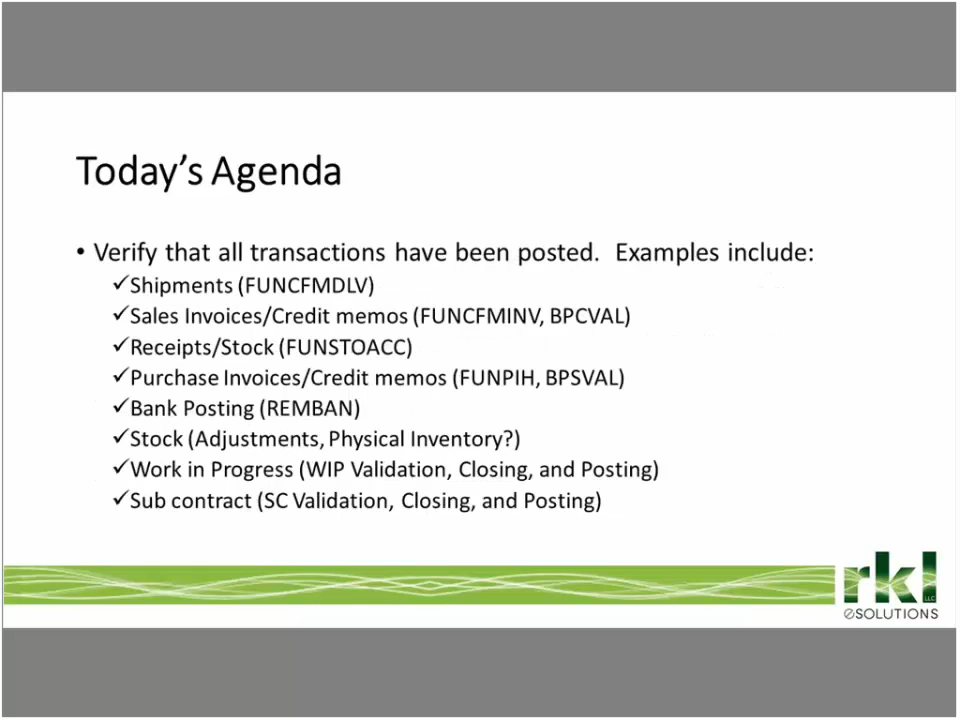 Today's Agenda
• Verify that all transactions have been posted.  Examples include:
✓Shipments (FUNCFMDLV)
✓Sales Invoices/Credit memos (FUNCFMINV, BPCVAL)
✓Receipts/Stock (FUNSTOACC)
✓Purchase Invoices/Credit memos (FUNPIH, BPSVAL)
✓Bank Posting (REMBAN)
✓Stock (Adjustments, Physical Inventory?)
✓Work in Progress (WIP Validation, Closing, and Posting)
✓Sub contract (SC Validation, Closing, and Posting)
rkl LLC
eSOLUTIONS